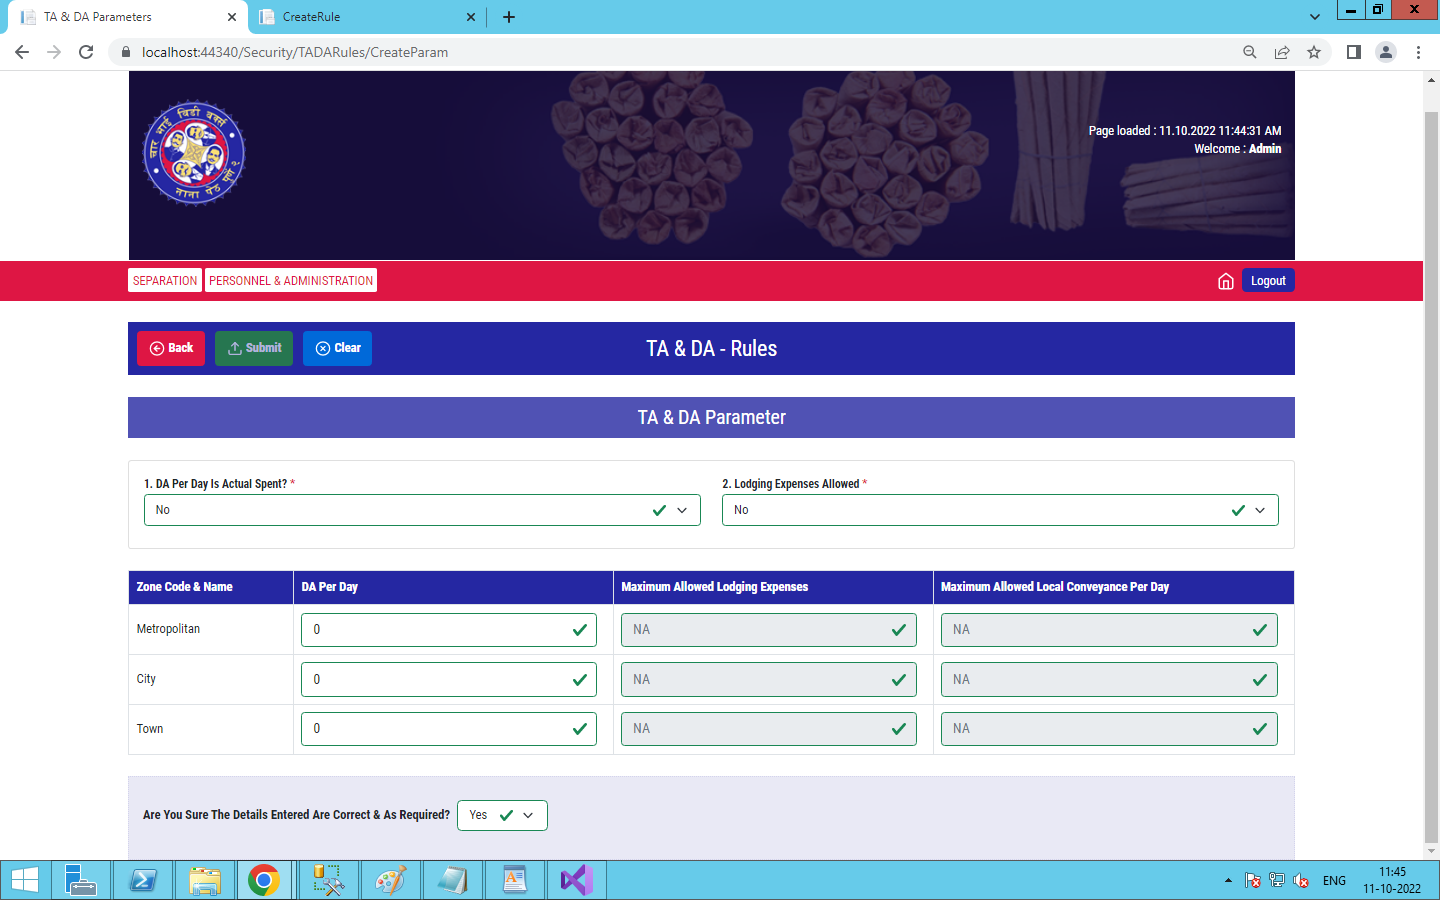 TA & DA Parameters
CreateRule
localhost:44340/Security/TADARules/CreateParam
चार भाई विडी वर्क्स
नाना पेठ पुणे २
Page loaded : 11.10.2022 11:44:31 AM
Welcome : Admin
SEPARATION PERSONNEL & ADMINISTRATION
Logout
Back Submit Clear TA & DA - Rules
TA & DA Parameter
1. DA Per Day Is Actual Spent? *
No
2. Lodging Expenses Allowed *
No
Zone Code & Name DA Per Day Maximum Allowed Lodging Expenses Maximum Allowed Local Conveyance Per Day
Metropolitan 0 NA NA
City 0 NA NA
Town 0 NA NA
Are You Sure The Details Entered Are Correct & As Required? Yes
ENG
11:45
11-10-2022